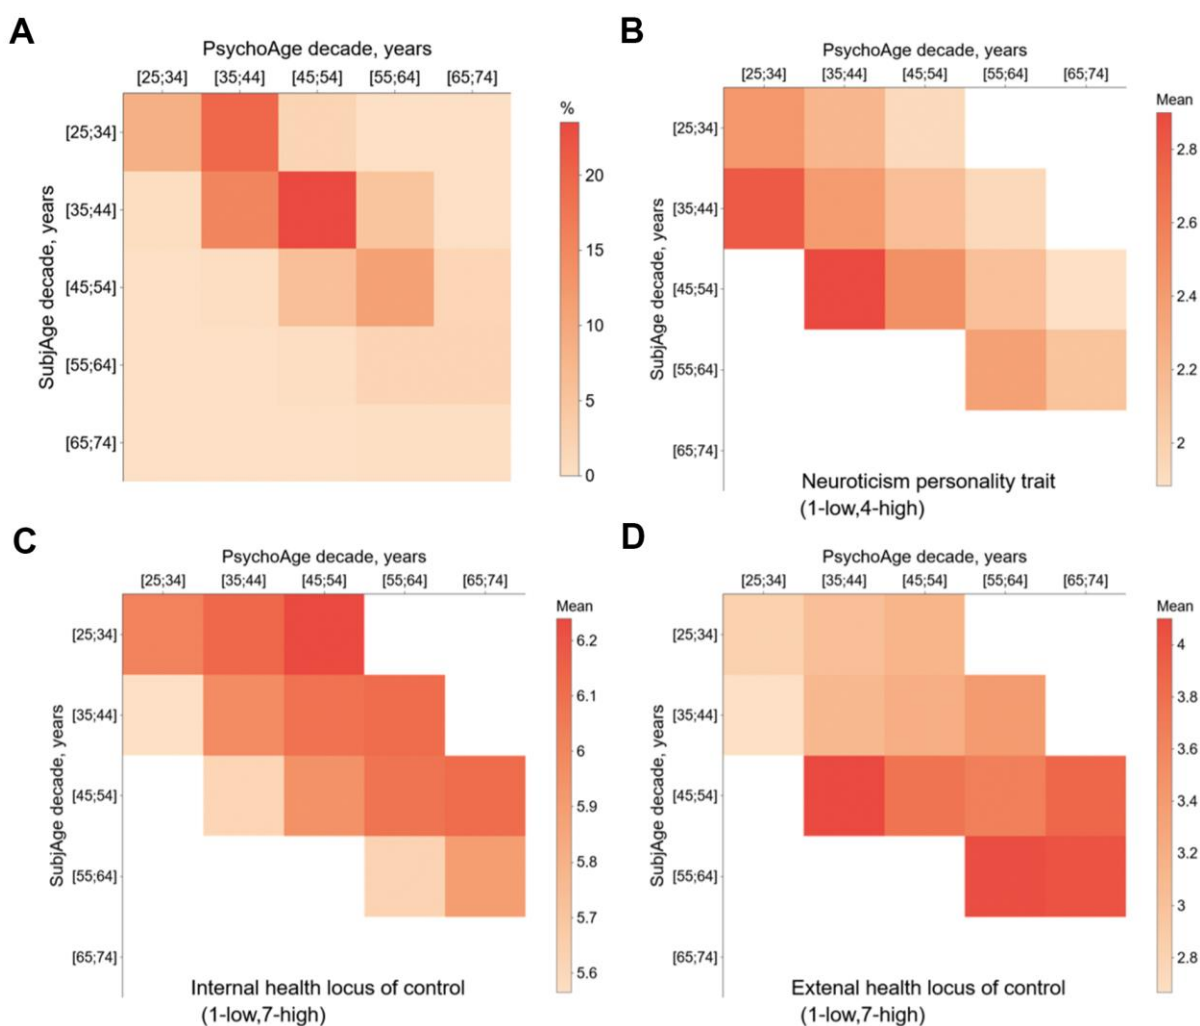 A
PsychoAge decade, years
[25;34] [35;44] [45;54] [55;64] [65;74]
SubjAge decade, years
[25;34]
[35;44]
[45;54]
[55;64]
[65;74]
%
20
15
10
5
0
B
PsychoAge decade, years
[25;34] [35;44] [45;54] [55;64] [65;74]
SubjAge decade, years
[25;34]
[35;44]
[45;54]
[55;64]
[65;74]
Mean
2.8
2.6
2.4
2.2
2
Neuroticism personality trait
(1-low,4-high)
C
PsychoAge decade, years
[25;34] [35;44] [45;54] [55;64] [65;74]
SubjAge decade, years
[25;34]
[35;44]
[45;54]
[55;64]
[65;74]
Mean
6.2
6.1
6
5.9
5.8
5.7
5.6
Internal health locus of control
(1-low,7-high)
D
PsychoAge decade, years
[25;34] [35;44] [45;54] [55;64] [65;74]
SubjAge decade, years
[25;34]
[35;44]
[45;54]
[55;64]
[65;74]
Mean
4
3.8
3.6
3.4
3.2
3
2.8
Extenal health locus of control
(1-low,7-high)